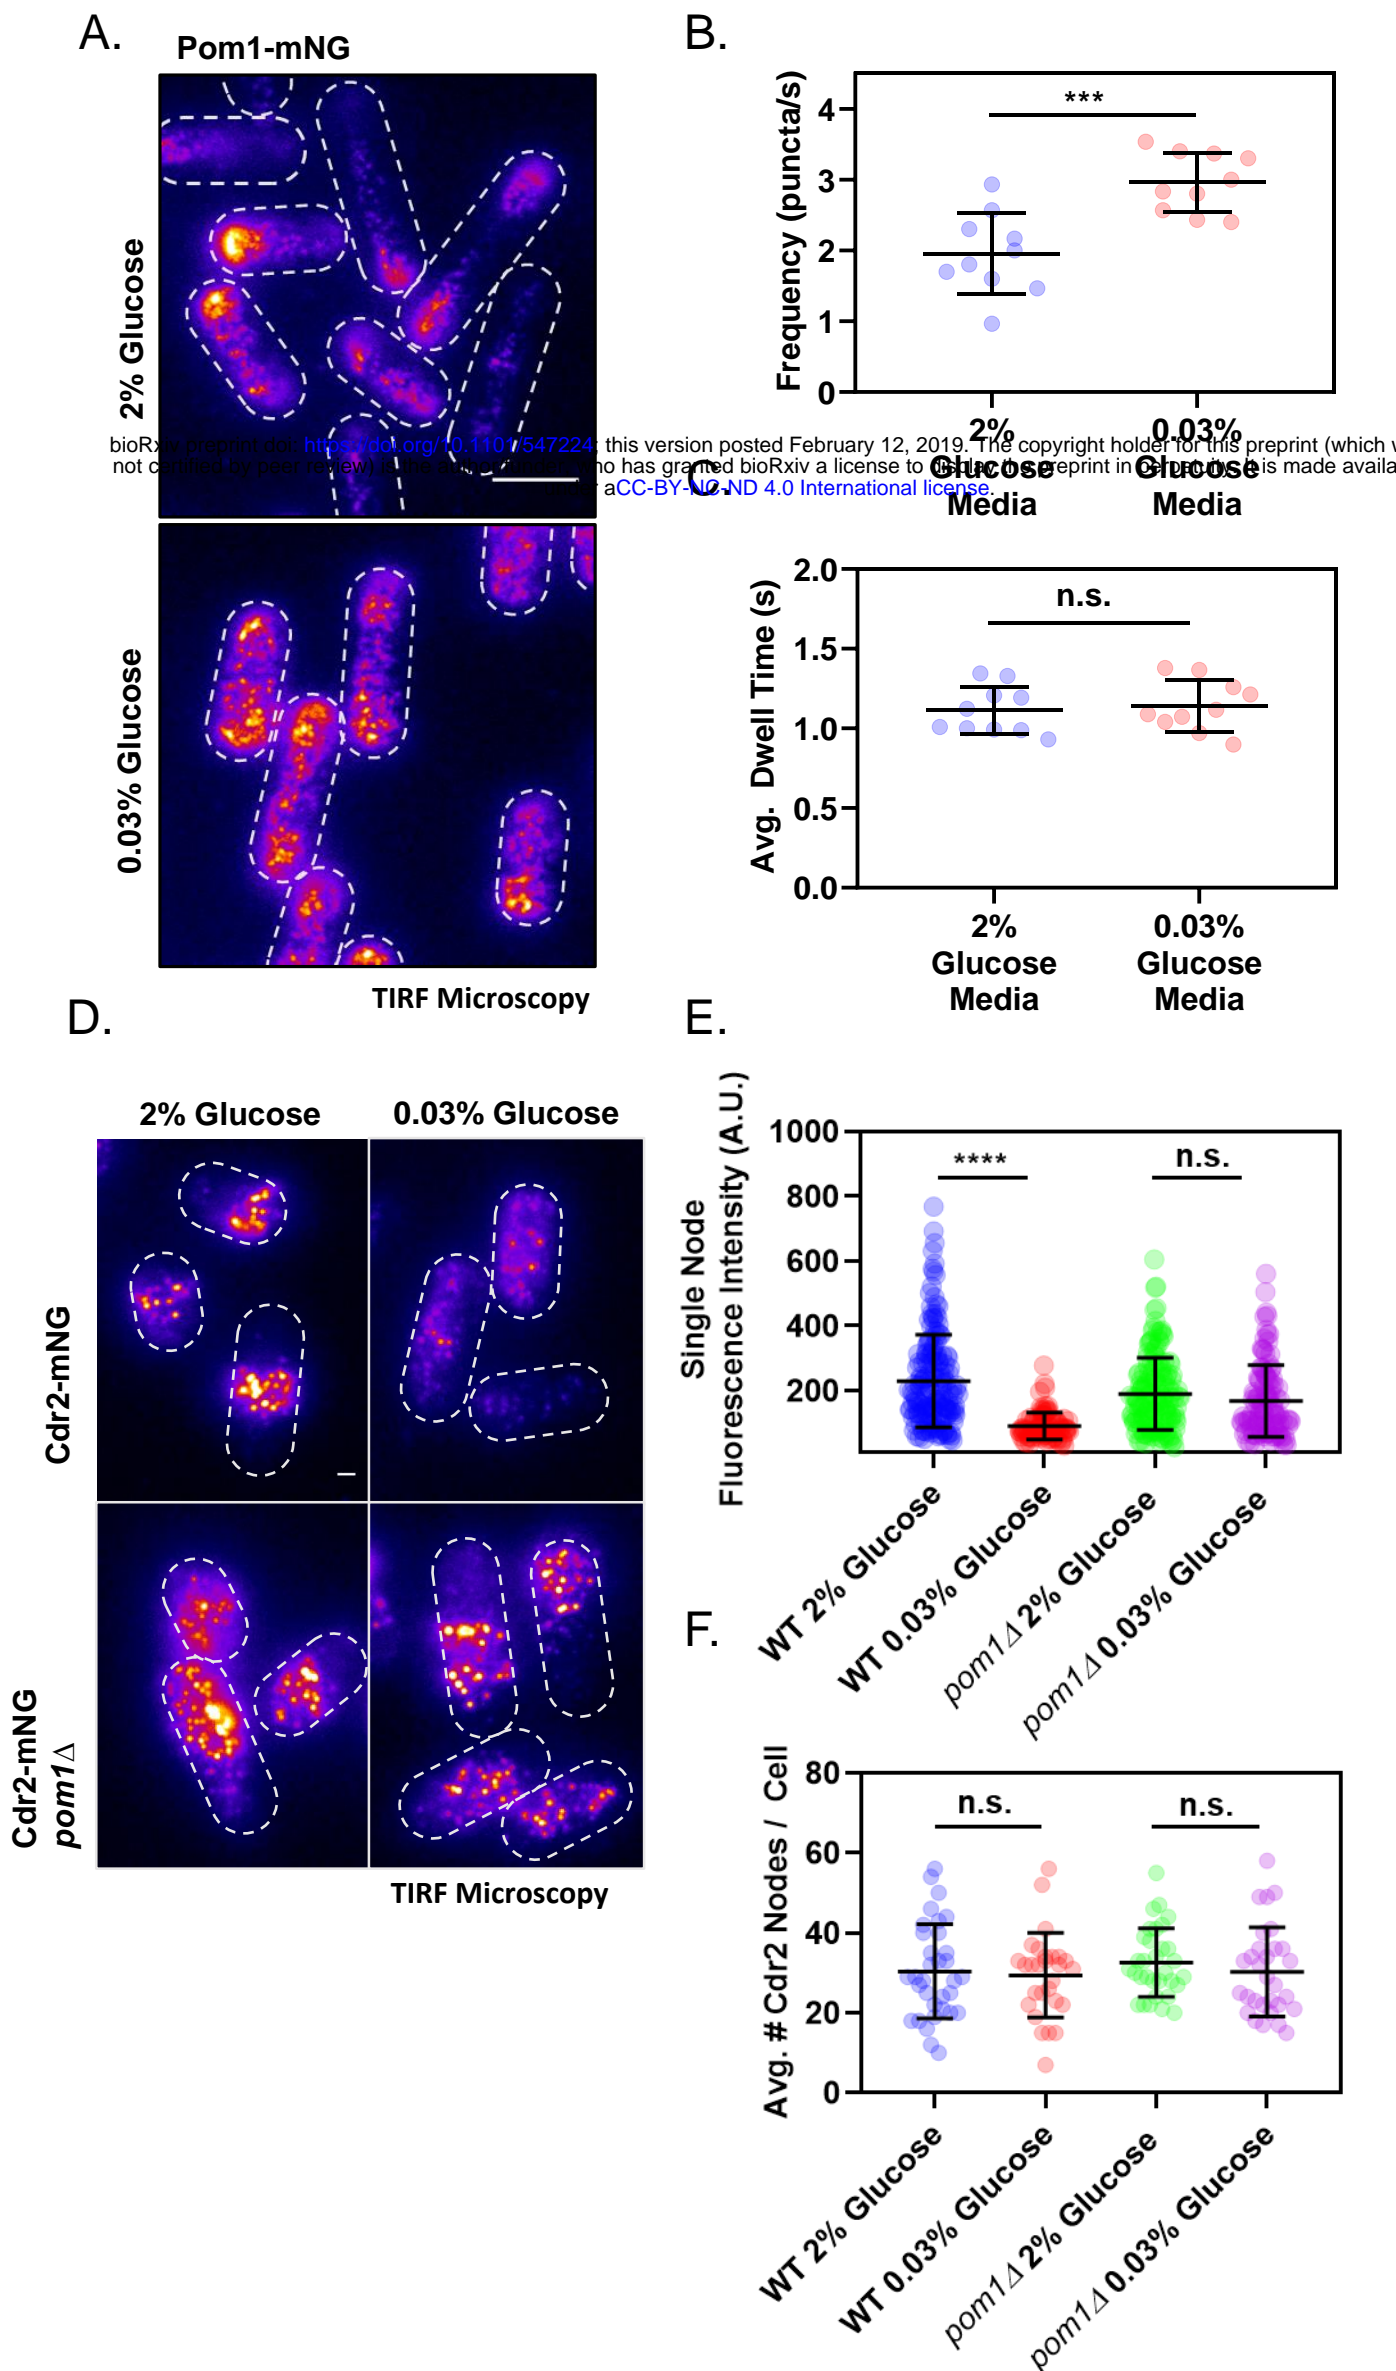 A.
Pom1-mNG
2% Glucose
0.03% Glucose
TIRF Microscopy
B.
Frequency (puncta/s)
4
3
2
1
0
***
2%
Glucose
Media
0.03%
Glucose
Media
bioRxiv preprint doi: https://doi.org/10.1101/547224; this version posted February 12, 2019. The copyright holder for this preprint (which w
not certified by peer review) is the author/funder, who has granted bioRxiv a license to display the preprint in perpetuity. It is made availa
under aCC-BY-NC-ND 4.0 International license.
C.
Avg. Dwell Time (s)
2.0
1.5
1.0
0.5
0.0
n.s.
2%
Glucose
Media
0.03%
Glucose
Media
D.
2% Glucose
0.03% Glucose
Cdr2-mNG
Cdr2-mNG
pom1Δ
TIRF Microscopy
E.
Single Node
Fluorescence Intensity (A.U.)
1000
800
600
400
200
****
n.s.
WT 2% Glucose
WT 0.03% Glucose
pom1Δ 2% Glucose
pom1Δ 0.03% Glucose
F.
Avg. # Cdr2 Nodes / Cell
80
60
40
20
0
n.s.
n.s.
WT 2% Glucose
WT 0.03% Glucose
pom1Δ 2% Glucose
pom1Δ 0.03% Glucose